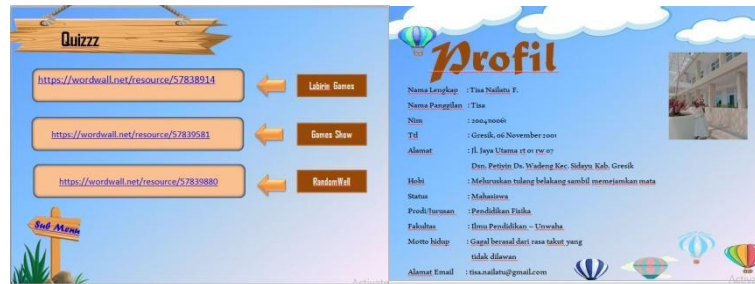 Quizzz
https://wordwall.net/resource/57838914
Labirin Games
https://wordwall.net/resource/57839581
Games Show
https://wordwall.net/resource/57839880
RandamWell
Sub Menu
Activate
Profil
Nama Lengkap : Tisa Nailatu F.
Nama Panggilan : Tisa
Nim : 2004110061
Ttl : Gresik, 06 November 2001
Alamat : Jl. Jaya Utama rt 01 rw 07
Dsn. Petiyin Ds. Wadeng Kec. Sidayu Kab. Gresik
Hobi : Meluruskan tulang belakang sambil memejamkan mata
Status : Mahasiswa
Prodi/Jurusan : Pendidikan Fisika
Fakultas : Ilmu Pendidikan – Unwaha
Motto hidup : Gagal berasal dari rasa takut yang
tidak dilawan
Alamat Email : tisa.nailatu@gmail.com
Activa